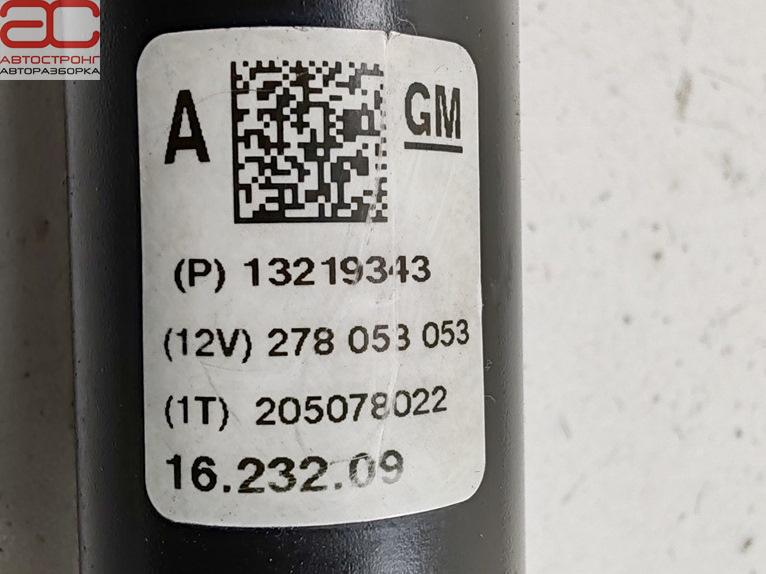 АС
АВТОСТРОНГ
АВТОРАЗБОРКА
A
GM
(P) 13219343
(12V) 278 053 053
(1T) 205078022
16.232.09